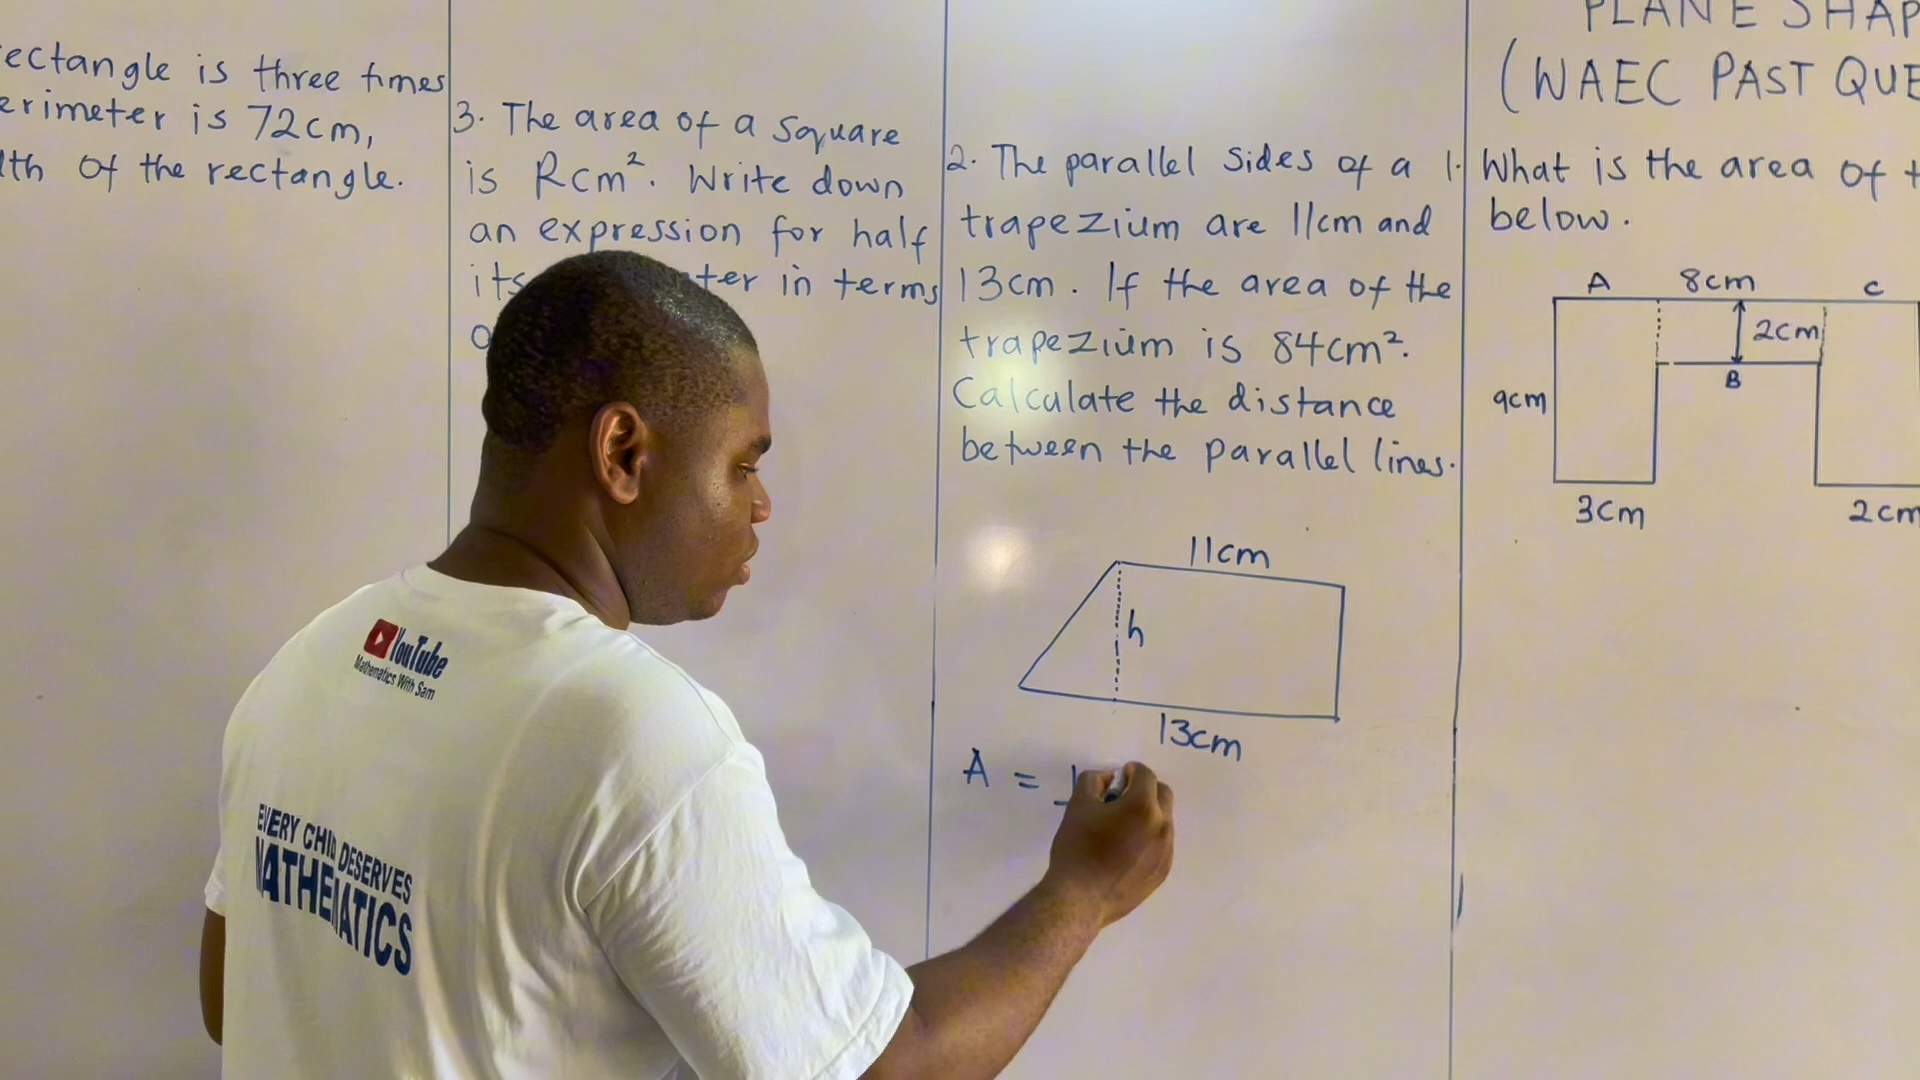 PLANE SHAP
(WAEC PAST QUE
1. What is the area of t
below.
A 8cm C
2cm
B
9cm
3cm 2cm
2. The parallel sides of a
trapezium are 11cm and
13cm. If the area of the
trapezium is 84cm².
Calculate the distance
between the parallel lines.
11cm
h
13cm
A = 1
3. The area of a square
is Rcm². Write down
an expression for half
its ter in terms
ectangle is three times
erimeter is 72cm,
dth of the rectangle.
YouTube
Mathematics With Sam
EVERY CHILD DESERVES
MATHEMATICS